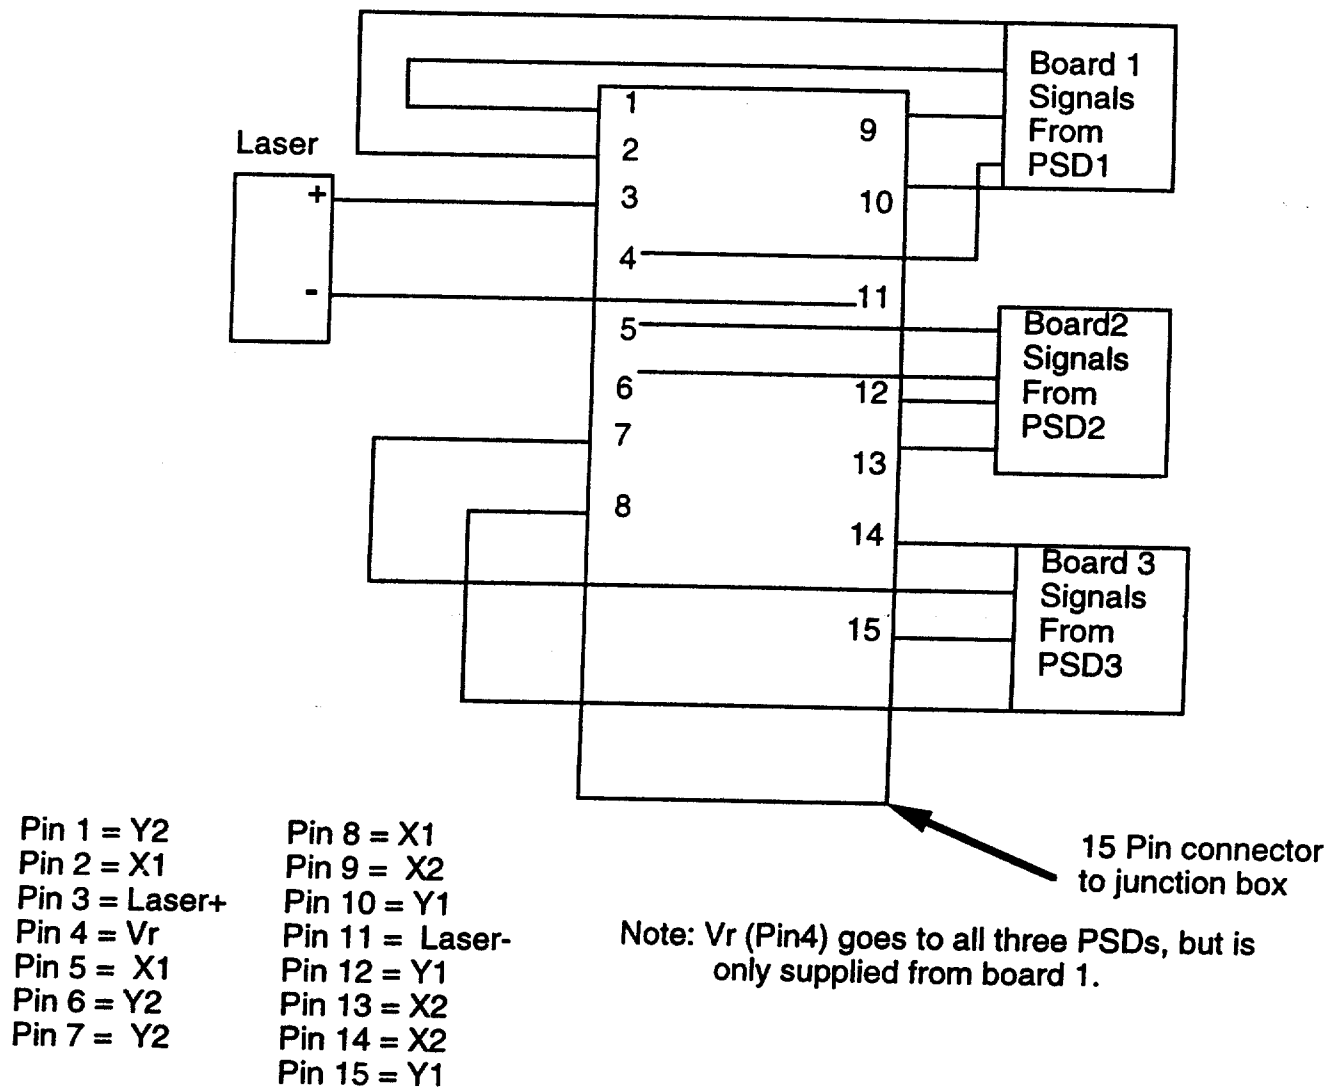 Board 1
Signals
From
PSD1
Laser
+
-
1
2
3
4
5
6
7
8
9
10
11
12
13
14
15
Board2
Signals
From
PSD2
Board 3
Signals
From
PSD3
15 Pin connector
to junction box
Note: Vr (Pin4) goes to all three PSDs, but is
only supplied from board 1.
Pin 1 = Y2
Pin 2 = X1
Pin 3 = Laser+
Pin 4 = Vr
Pin 5 = X1
Pin 6 = Y2
Pin 7 = Y2
Pin 8 = X1
Pin 9 = X2
Pin 10 = Y1
Pin 11 = Laser-
Pin 12 = Y1
Pin 13 = X2
Pin 14 = X2
Pin 15 = Y1